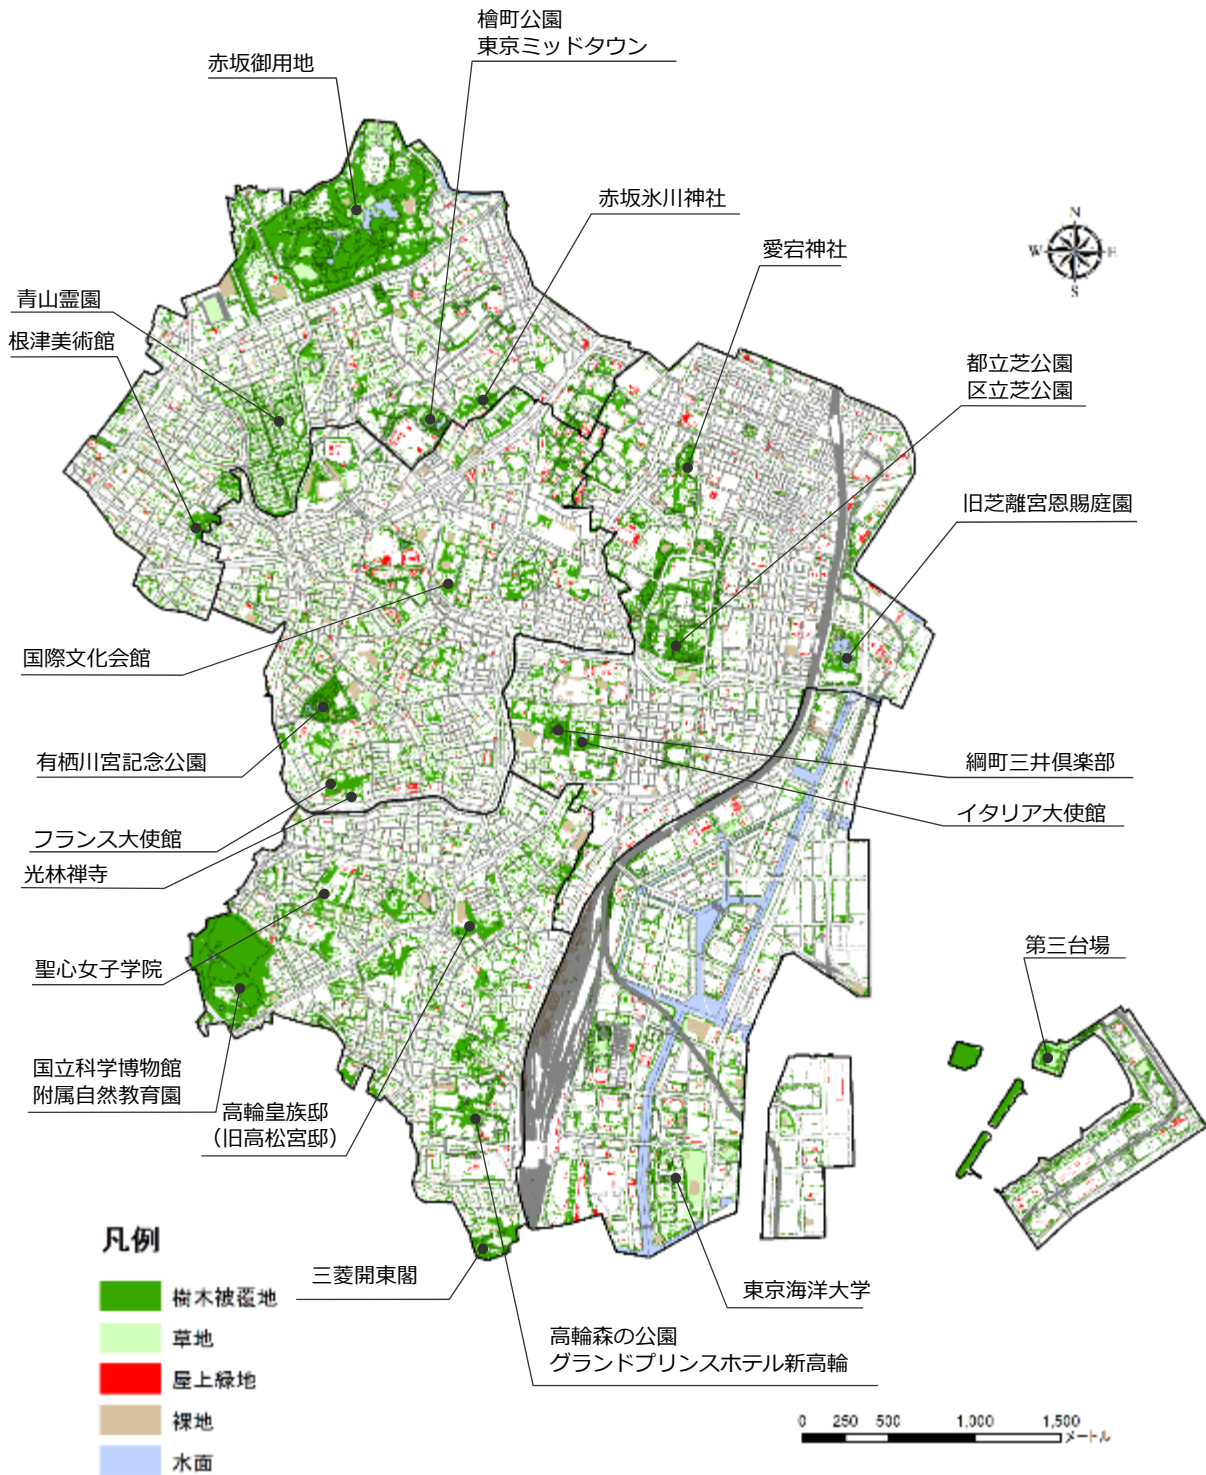 檜町公園
東京ミッドタウン
赤坂御用地
赤坂氷川神社
愛宕神社
N
W
E
S
青山霊園
根津美術館
都立芝公園
区立芝公園
旧芝離宮恩賜庭園
国際文化会館
有栖川宮記念公園
綱町三井倶楽部
イタリア大使館
フランス大使館
光林禅寺
聖心女子学院
第三台場
国立科学博物館
附属自然教育園
高輪皇族邸
(旧高松宮邸)
三菱開東閣
東京海洋大学
高輪森の公園
グランドプリンスホテル新高輪
凡例
樹木被覆地
草地
屋上緑地
裸地
水面
0 250 500 1,000 1,500
メートル